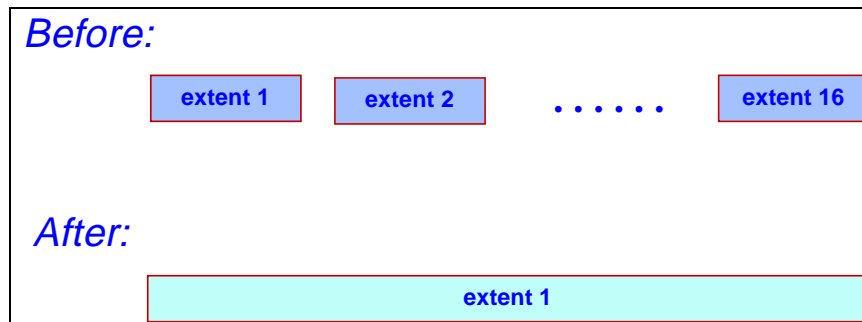 Before:
extent 1 extent 2 ...... extent 16
After:
extent 1